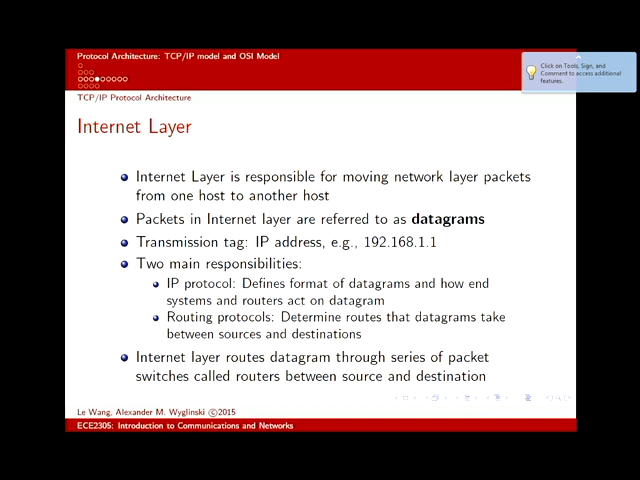 Protocol Architecture: TCP/IP model and OSI Model
Click on Tools, Sign, and
Comment to access additional
features.
TCP/IP Protocol Architecture
Internet Layer
Internet Layer is responsible for moving network layer packets
from one host to another host
Packets in Internet layer are referred to as datagrams
Transmission tag: IP address, e.g., 192.168.1.1
Two main responsibilities:
IP protocol: Defines format of datagrams and how end
systems and routers act on datagram
Routing protocols: Determine routes that datagrams take
between sources and destinations
Internet layer routes datagram through series of packet
switches called routers between source and destination
Le Wang, Alexander M. Wyglinski ©2015
ECE2305: Introduction to Communications and Networks